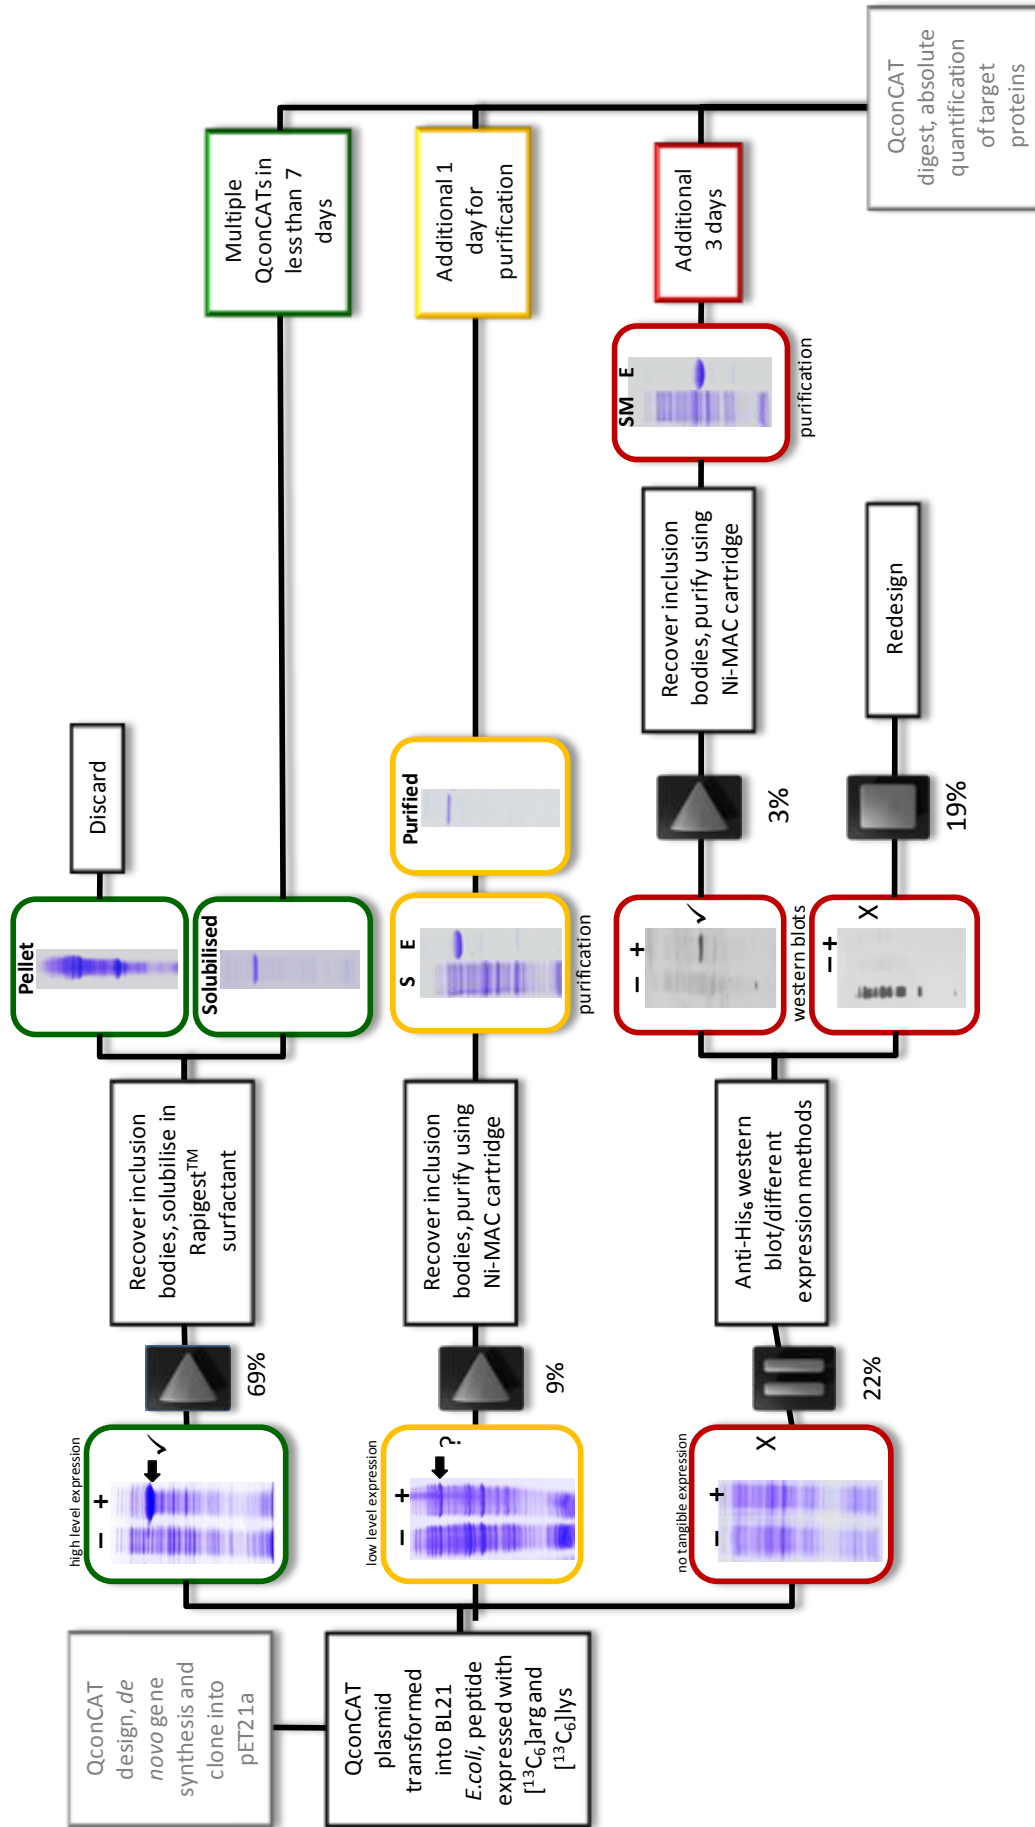 QconCAT
design, de
novo gene
synthesis and
clone into
pET21a
QconCAT
plasmid
transformed
into BL21
E.coli, peptide
expressed with
[¹³C₆]arg and
[¹³C₆]lys
high level expression
– +
✓
69%
Recover inclusion
bodies, solubilise in
Rapigest™
surfactant
Pellet
Discard
Solubilised
Multiple
QconCATs in
less than 7
days
low level expression
– +
?
9%
Recover inclusion
bodies, purify using
Ni-MAC cartridge
S E
purification
Purified
Additional 1
day for
purification
no tangible expression
– +
X
22%
Anti-His₆ western
blot/different
expression methods
– +
✓
western blots
– +
X
3%
Recover inclusion
bodies, purify using
Ni-MAC cartridge
SM E
purification
Additional
3 days
19%
Redesign
QconCAT
digest, absolute
quantification
of target
proteins